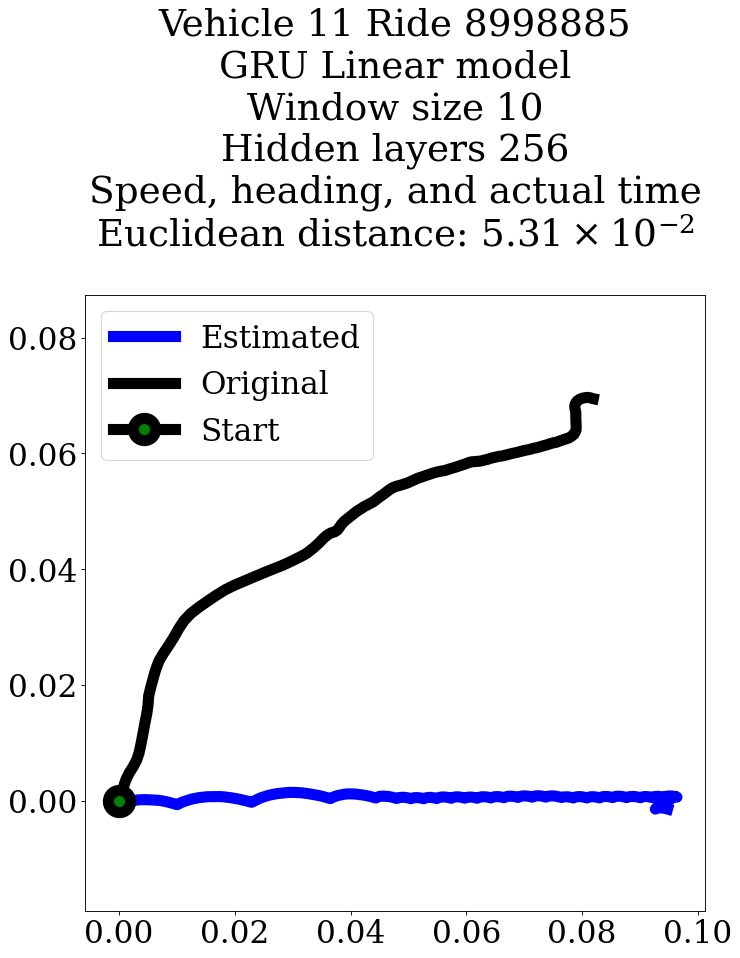 Vehicle 11 Ride 8998885
GRU Linear model
Window size 10
Hidden layers 256
Speed, heading, and actual time
Euclidean distance: 5.31 × 10⁻²
Estimated
Original
Start
0.08
0.06
0.04
0.02
0.00
0.00 0.02 0.04 0.06 0.08 0.10